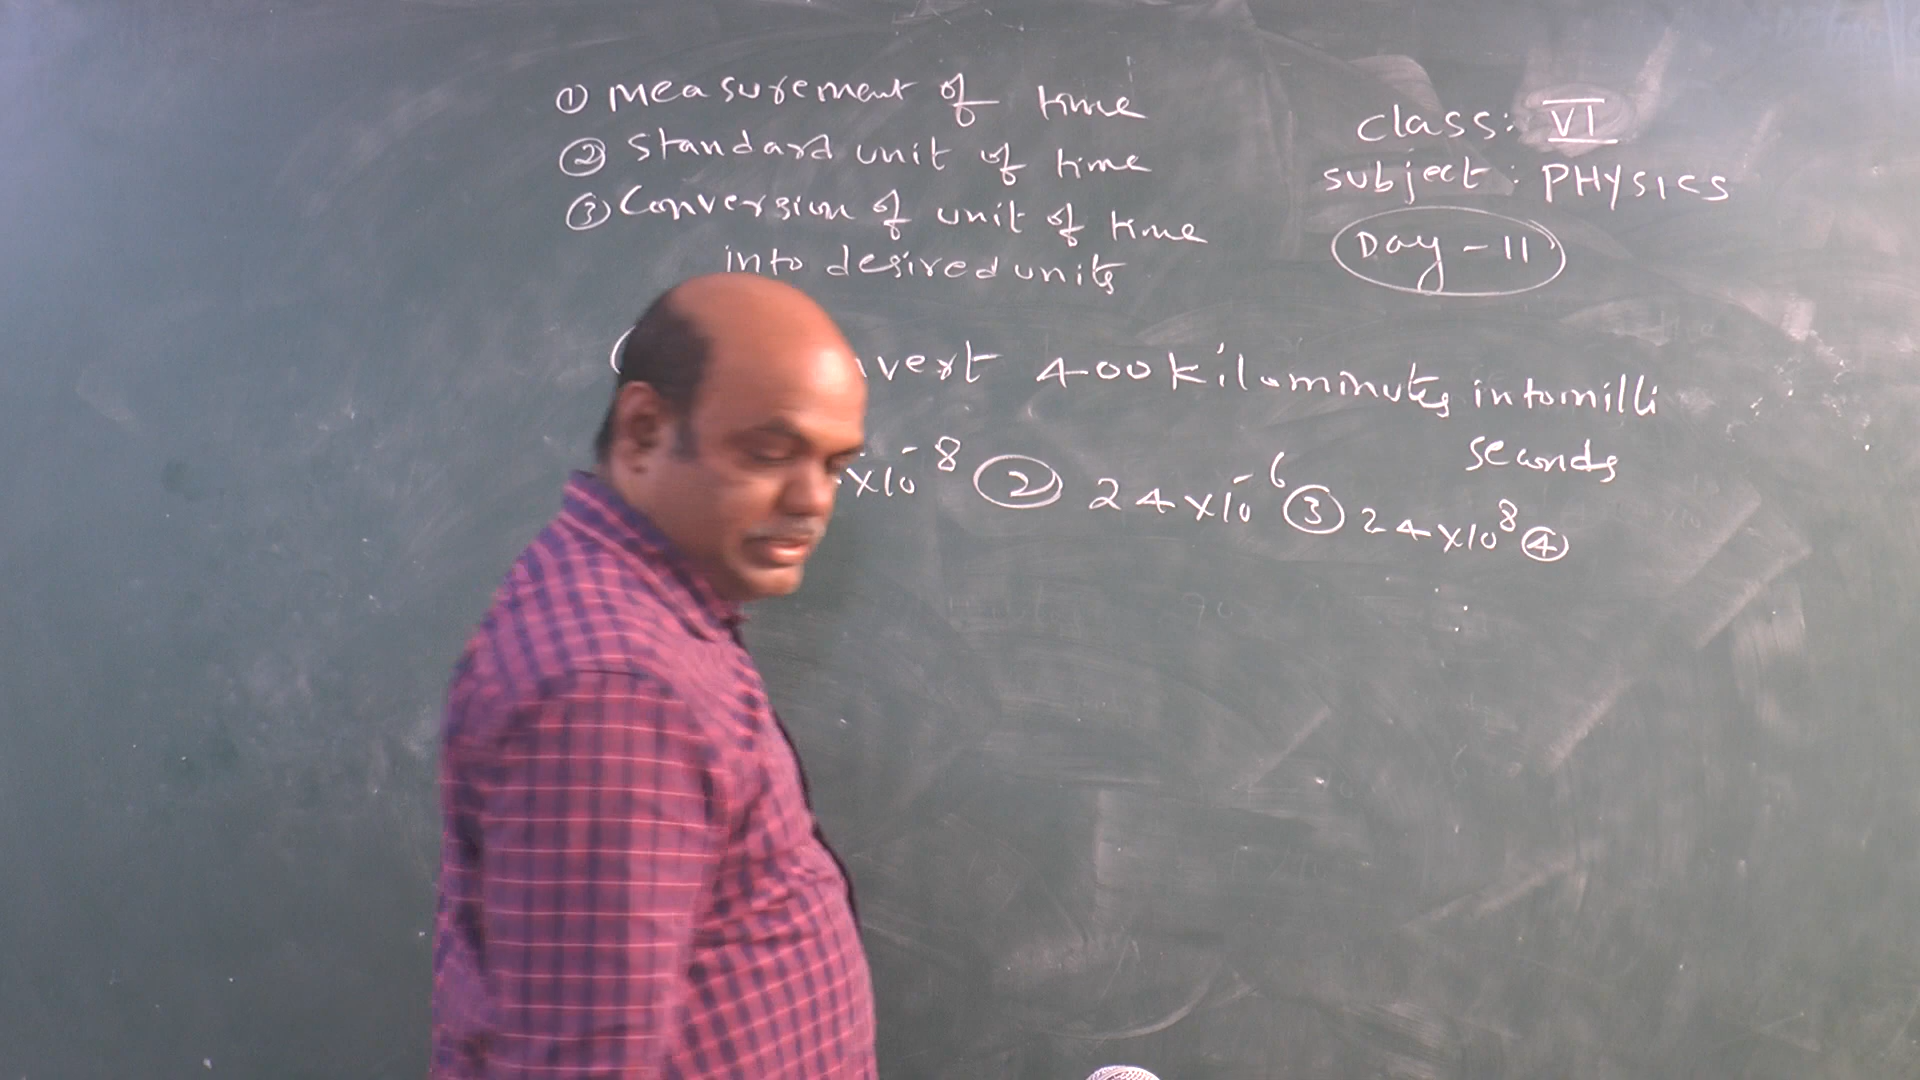 ① Measurement of time
② Standard unit of time
③ Conversion of unit of time
into desired units
class: VI
subject: PHYSICS
Day - 11
vert 400 kilominutes into milli
seconds
×10⁻⁸ ② 24×10⁻⁶ ③ 24×10⁸ ④